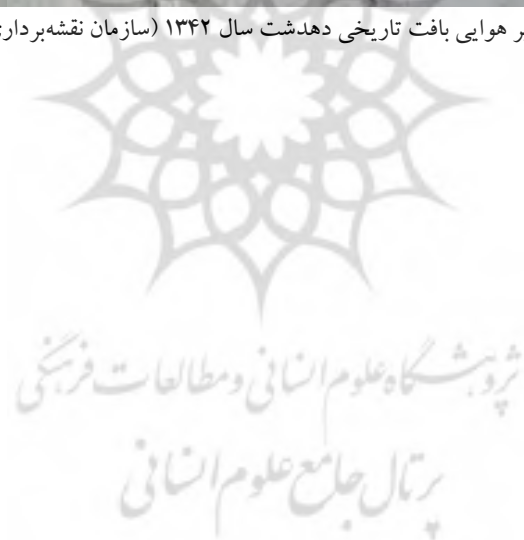 ر هوایی بافت تاریخی دهدشت سال ۱۳۴۲ (سازمان نقشه‌بردار
پژوهشگاه علوم انسانی و مطالعات فرهنگی
پرتال جامع علوم انسانی